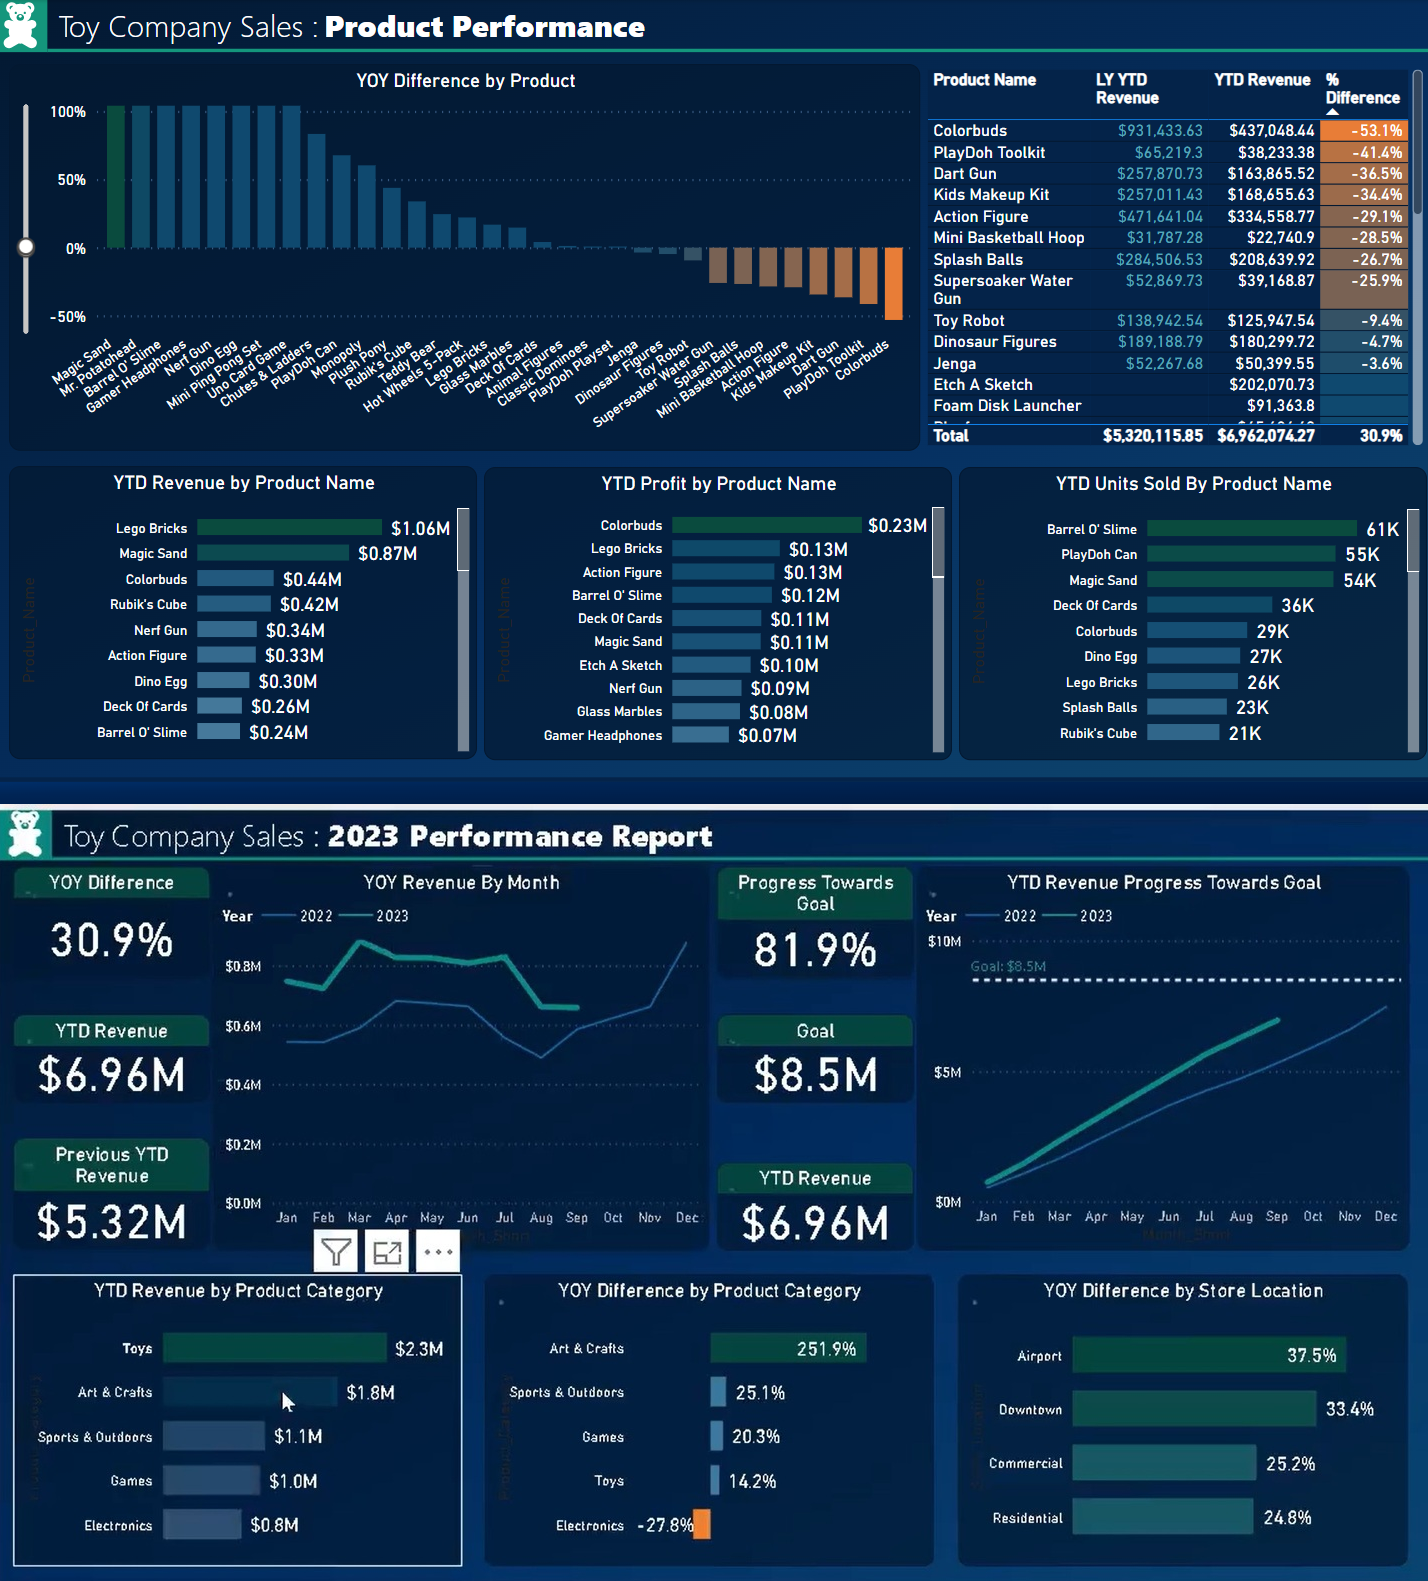 Toy Company Sales : Product Performance
YOY Difference by Product
100%
50%
0%
-50%
Magic Sand
Mr. Potatohead
Barrel O' Slime
Gamer Headphones
Nerf Gun
Dino Egg
Mini Ping Pong Set
Uno Card Game
Chutes & Ladders
PlayDoh Can
Monopoly
Plush Pony
Rubik's Cube
Teddy Bear
Hot Wheels 5-Pack
Lego Bricks
Glass Marbles
Deck Of Cards
Animal Figures
Classic Dominoes
PlayDoh Playset
Jenga
Dinosaur Figures
Toy Robot
Supersoaker Water Gun
Splash Balls
Mini Basketball Hoop
Action Figure
Kids Makeup Kit
Dart Gun
PlayDoh Toolkit
Colorbuds
Product Name LY YTD Revenue YTD Revenue % Difference
Colorbuds $931,433.63 $437,048.44 -53.1%
PlayDoh Toolkit $65,219.3 $38,233.38 -41.4%
Dart Gun $257,870.73 $163,865.52 -36.5%
Kids Makeup Kit $257,011.43 $168,655.63 -34.4%
Action Figure $471,641.04 $334,558.77 -29.1%
Mini Basketball Hoop $31,787.28 $22,740.9 -28.5%
Splash Balls $284,506.53 $208,639.92 -26.7%
Supersoaker Water Gun $52,869.73 $39,168.87 -25.9%
Toy Robot $138,942.54 $125,947.54 -9.4%
Dinosaur Figures $189,188.79 $180,299.72 -4.7%
Jenga $52,267.68 $50,399.55 -3.6%
Etch A Sketch $202,070.73
Foam Disk Launcher $91,363.8
Total $5,320,115.85 $6,962,074.27 30.9%
YTD Revenue by Product Name
Product_Name
Lego Bricks $1.06M
Magic Sand $0.87M
Colorbuds $0.44M
Rubik's Cube $0.42M
Nerf Gun $0.34M
Action Figure $0.33M
Dino Egg $0.30M
Deck Of Cards $0.26M
Barrel O' Slime $0.24M
YTD Profit by Product Name
Product_Name
Colorbuds $0.23M
Lego Bricks $0.13M
Action Figure $0.13M
Barrel O' Slime $0.12M
Deck Of Cards $0.11M
Magic Sand $0.11M
Etch A Sketch $0.10M
Nerf Gun $0.09M
Glass Marbles $0.08M
Gamer Headphones $0.07M
YTD Units Sold By Product Name
Product_Name
Barrel O' Slime 61K
PlayDoh Can 55K
Magic Sand 54K
Deck Of Cards 36K
Colorbuds 29K
Dino Egg 27K
Lego Bricks 26K
Splash Balls 23K
Rubik's Cube 21K
Toy Company Sales : 2023 Performance Report
YOY Difference
30.9%
YTD Revenue
$6.96M
Previous YTD
Revenue
$5.32M
YOY Revenue By Month
Year 2022 2023
$0.8M
$0.6M
$0.4M
$0.2M
$0.0M
Jan Feb Mar Apr May Jun Jul Aug Sep Oct Nov Dec
Progress Towards
Goal
81.9%
Goal
$8.5M
YTD Revenue
$6.96M
YTD Revenue Progress Towards Goal
Year 2022 2023
$10M
Goal: $8.5M
$5M
$0M
Jan Feb Mar Apr May Jun Jul Aug Sep Oct Nov Dec
YTD Revenue by Product Category
Toys $2.3M
Art & Crafts $1.8M
Sports & Outdoors $1.1M
Games $1.0M
Electronics $0.8M
YOY Difference by Product Category
Art & Crafts 251.9%
Sports & Outdoors 25.1%
Games 20.3%
Toys 14.2%
Electronics -27.8%
YOY Difference by Store Location
Airport 37.5%
Downtown 33.4%
Commercial 25.2%
Residential 24.8%